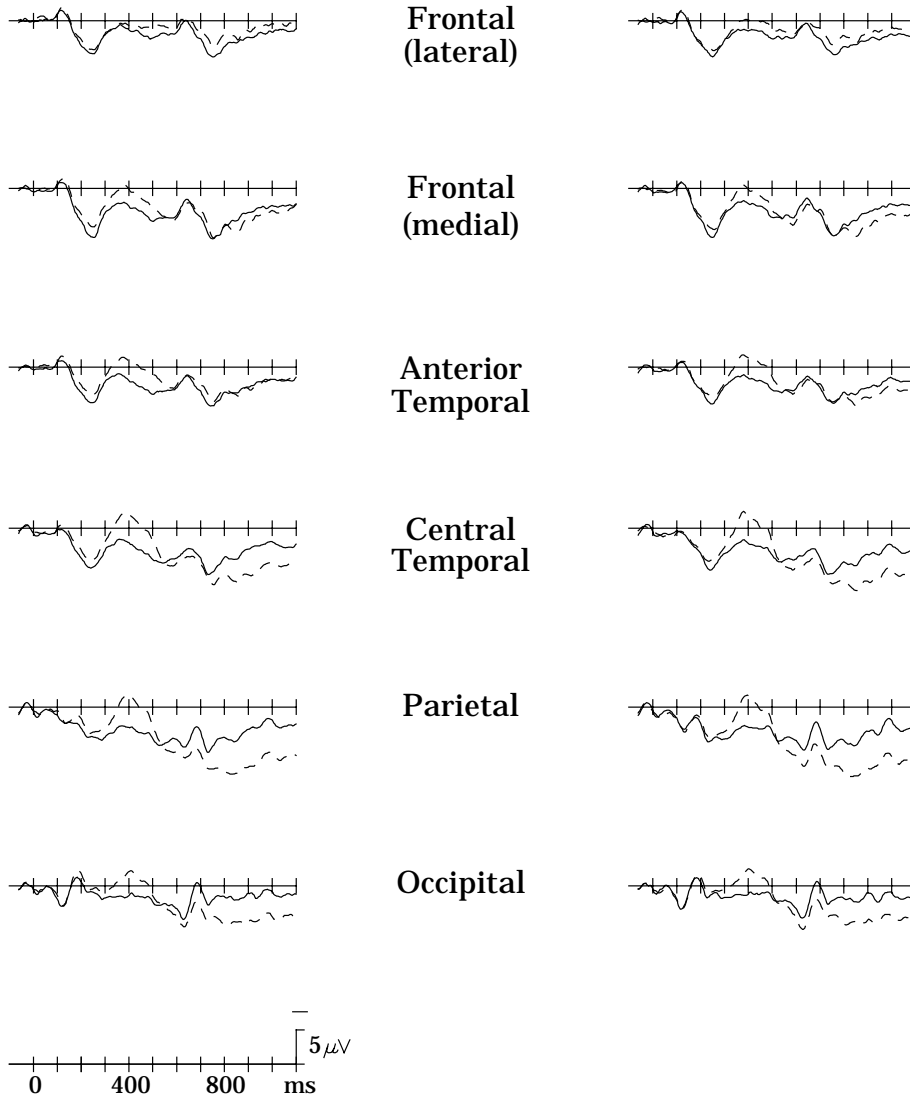 Frontal
(lateral)
Frontal
(medial)
Anterior
Temporal
Central
Temporal
Parietal
Occipital
5 μV
0 400 800 ms